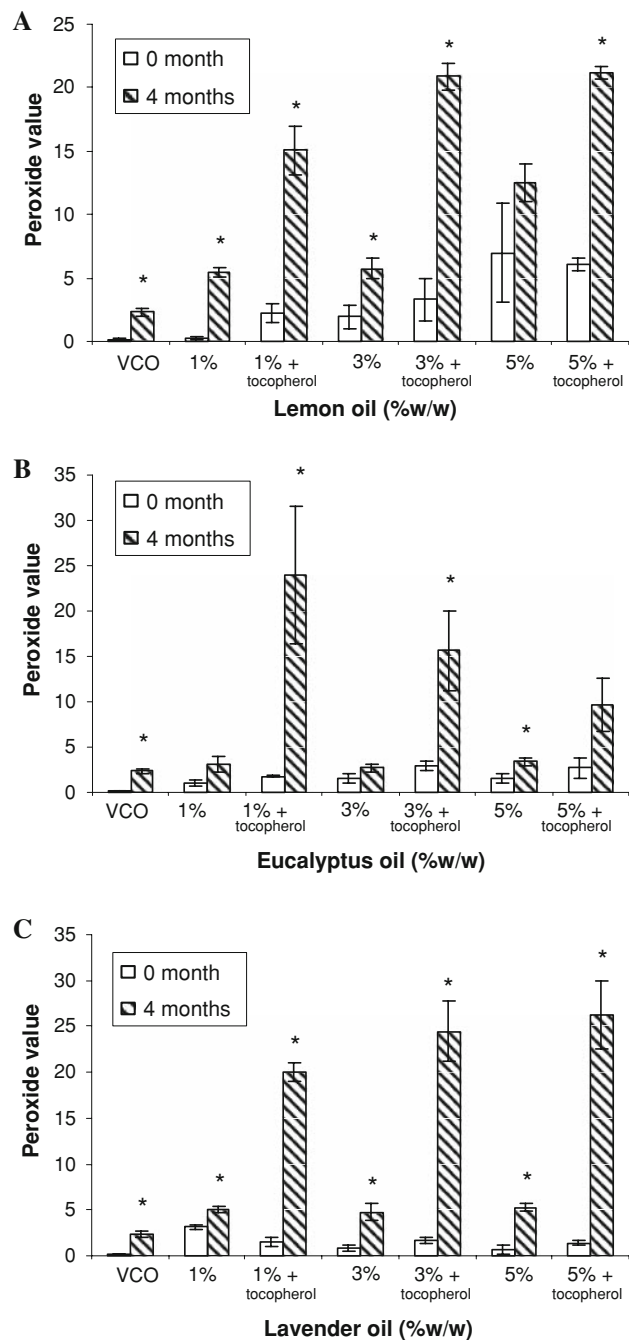 A
25
20
15
10
5
0
Peroxide value
0 month
4 months
*
*
*
*
*
*
VCO 1% 1% + tocopherol 3% 3% + tocopherol 5% 5% + tocopherol
Lemon oil (%w/w)
B
35
30
25
20
15
10
5
0
Peroxide value
0 month
4 months
*
*
*
*
VCO 1% 1% + tocopherol 3% 3% + tocopherol 5% 5% + tocopherol
Eucalyptus oil (%w/w)
C
35
30
25
20
15
10
5
0
Peroxide value
0 month
4 months
*
*
*
*
*
*
*
VCO 1% 1% + tocopherol 3% 3% + tocopherol 5% 5% + tocopherol
Lavender oil (%w/w)